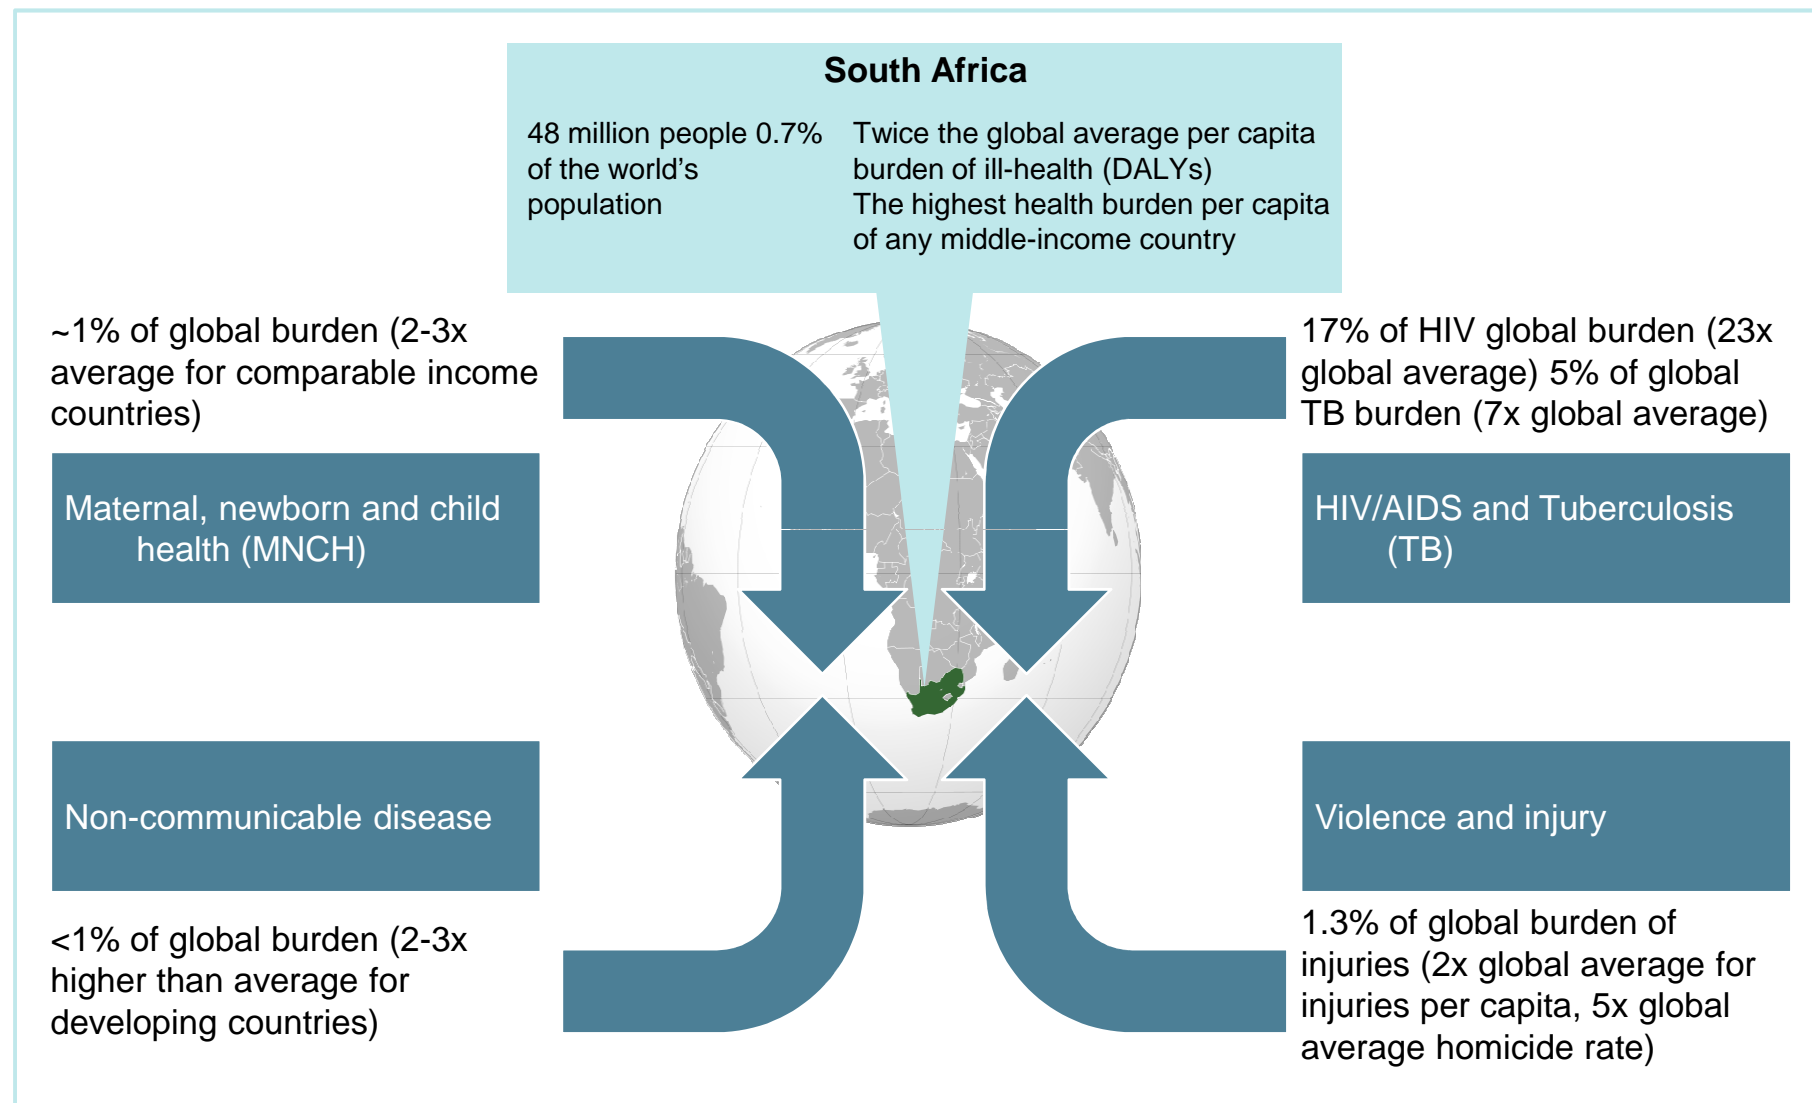 South Africa
48 million people 0.7%
of the world’s
population
Twice the global average per capita
burden of ill-health (DALYs)
The highest health burden per capita
of any middle-income country
~1% of global burden (2-3x
average for comparable income
countries)
17% of HIV global burden (23x
global average) 5% of global
TB burden (7x global average)
Maternal, newborn and child
health (MNCH)
HIV/AIDS and Tuberculosis
(TB)
Non-communicable disease
Violence and injury
<1% of global burden (2-3x
higher than average for
developing countries)
1.3% of global burden of
injuries (2x global average for
injuries per capita, 5x global
average homicide rate)